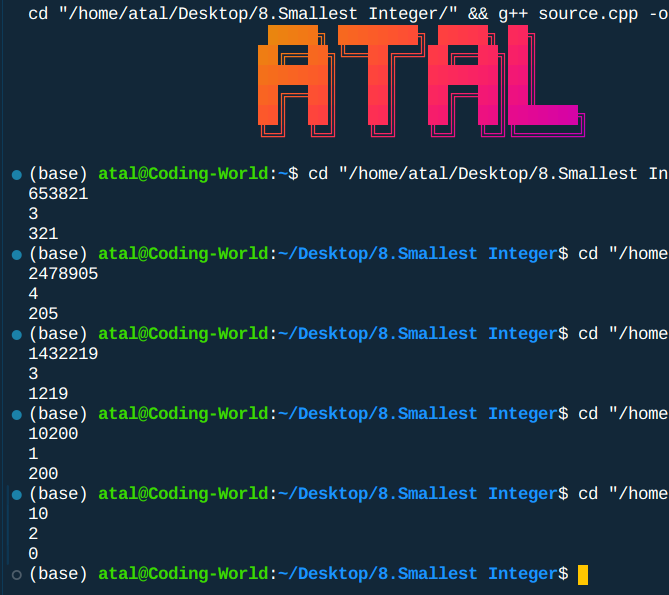 cd "/home/atal/Desktop/8.Smallest Integer/" && g++ source.cpp -o
ATAL
(base) atal@Coding-World:~$ cd "/home/atal/Desktop/8.Smallest In
653821
3
321
(base) atal@Coding-World:~/Desktop/8.Smallest Integer$ cd "/home
2478905
4
205
(base) atal@Coding-World:~/Desktop/8.Smallest Integer$ cd "/home
1432219
3
1219
(base) atal@Coding-World:~/Desktop/8.Smallest Integer$ cd "/home
10200
1
200
(base) atal@Coding-World:~/Desktop/8.Smallest Integer$ cd "/home
10
2
0
(base) atal@Coding-World:~/Desktop/8.Smallest Integer$